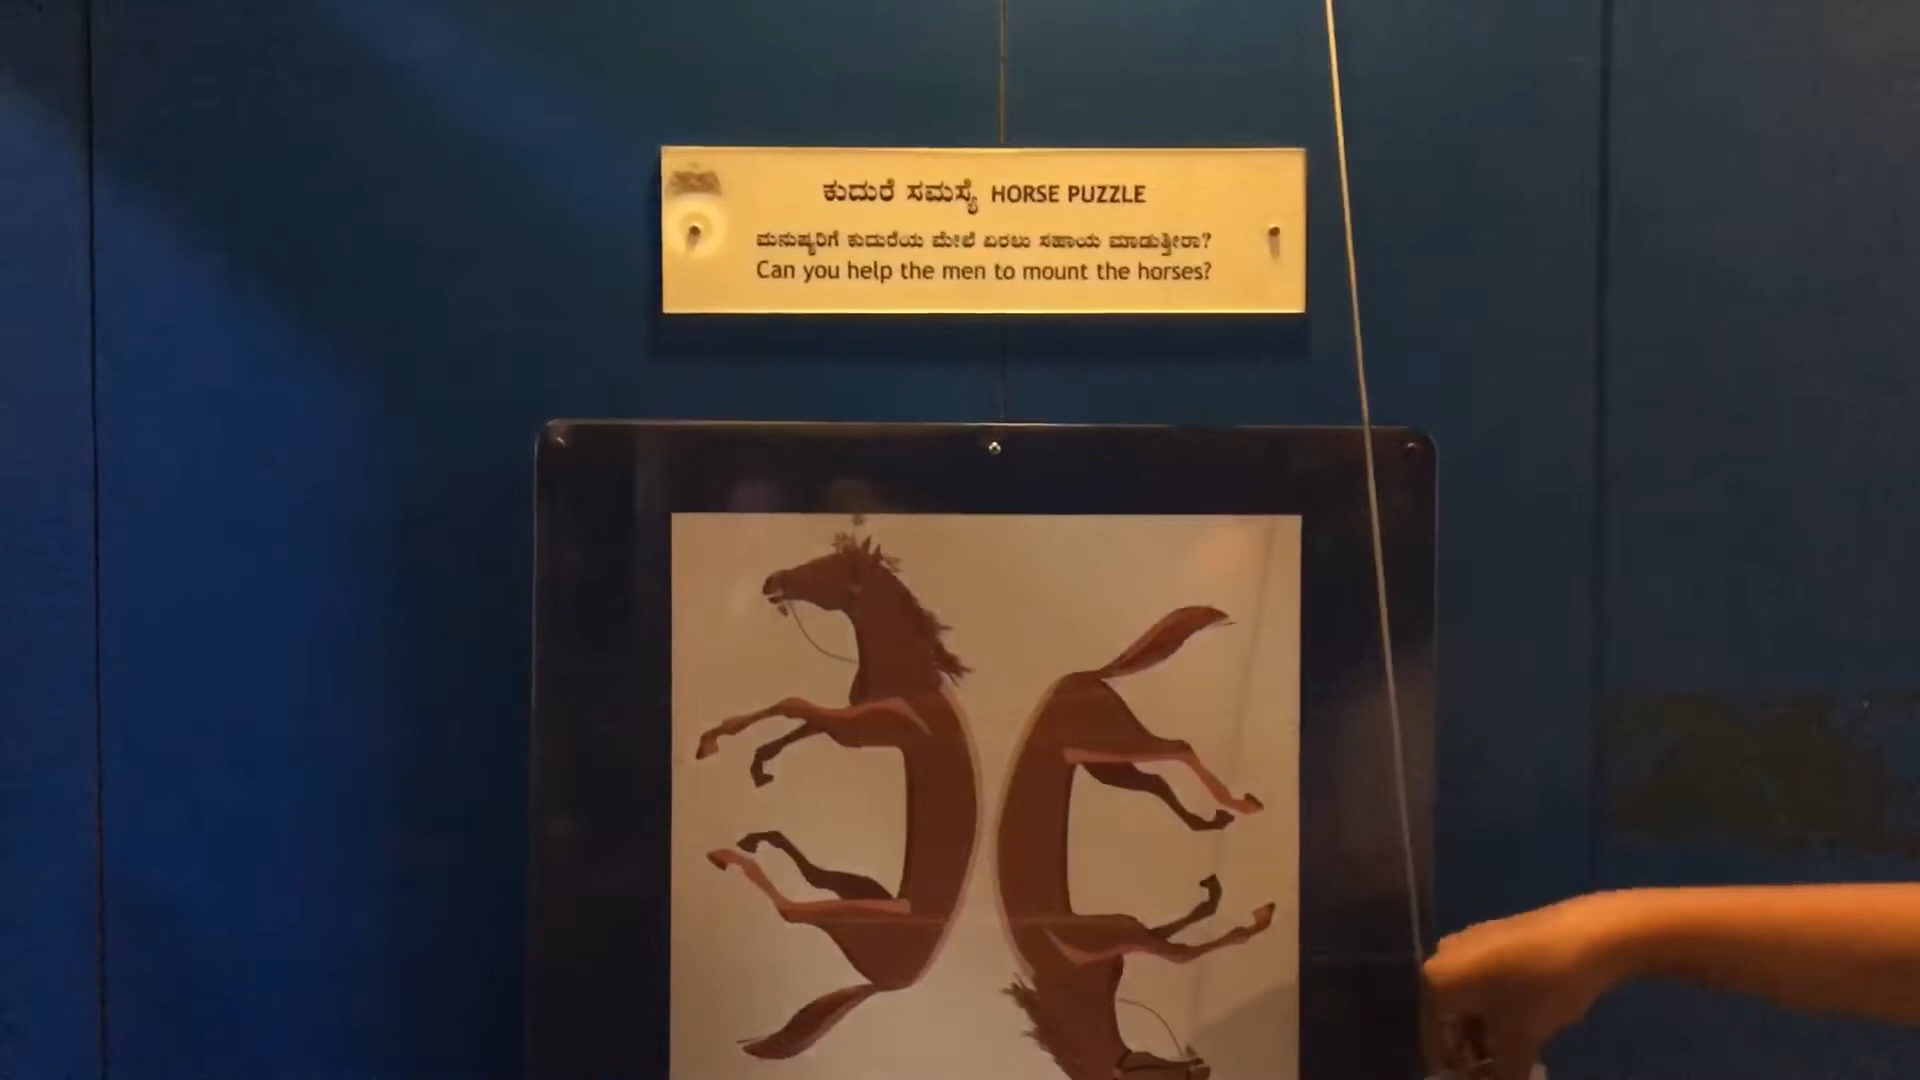 ಕುದುರೆ ಸಮಸ್ಯೆ HORSE PUZZLE
ಮನುಷ್ಯರಿಗೆ ಕುದುರೆಯ ಮೇಲೆ ಏರಲು ಸಹಾಯ ಮಾಡುತ್ತೀರಾ?
Can you help the men to mount the horses?